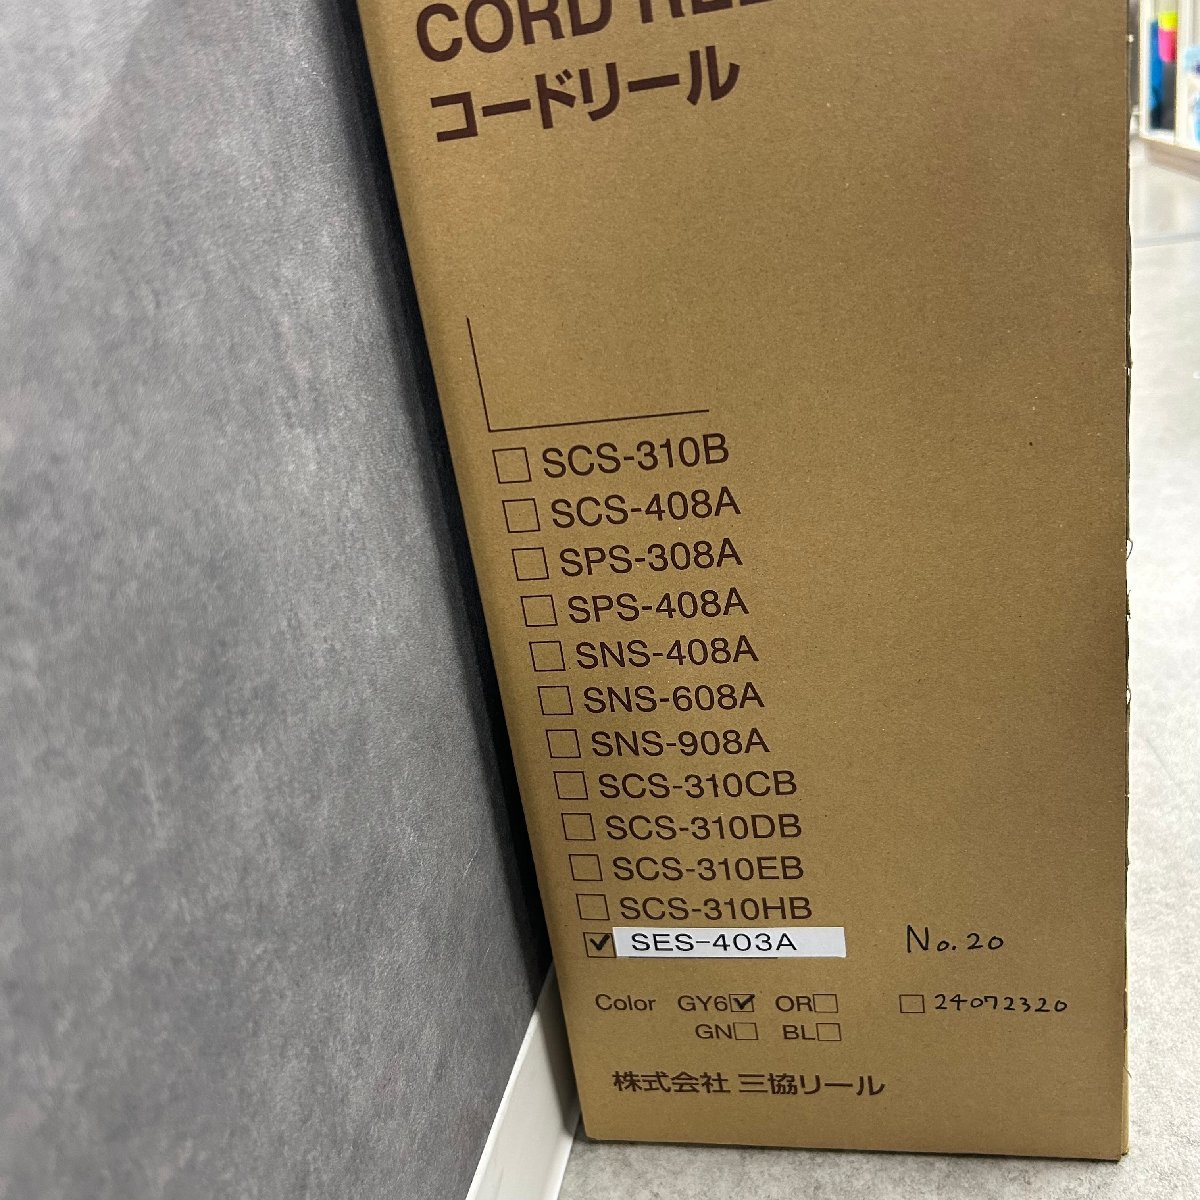 CORD
コードリール
SCS-310B
SCS-408A
SPS-308A
SPS-408A
SNS-408A
SNS-608A
SNS-908A
SCS-310CB
SCS-310DB
SCS-310EB
SCS-310HB
SES-403A No.20
Color GY6 OR 24072320
GN BL
株式会社 三協リール